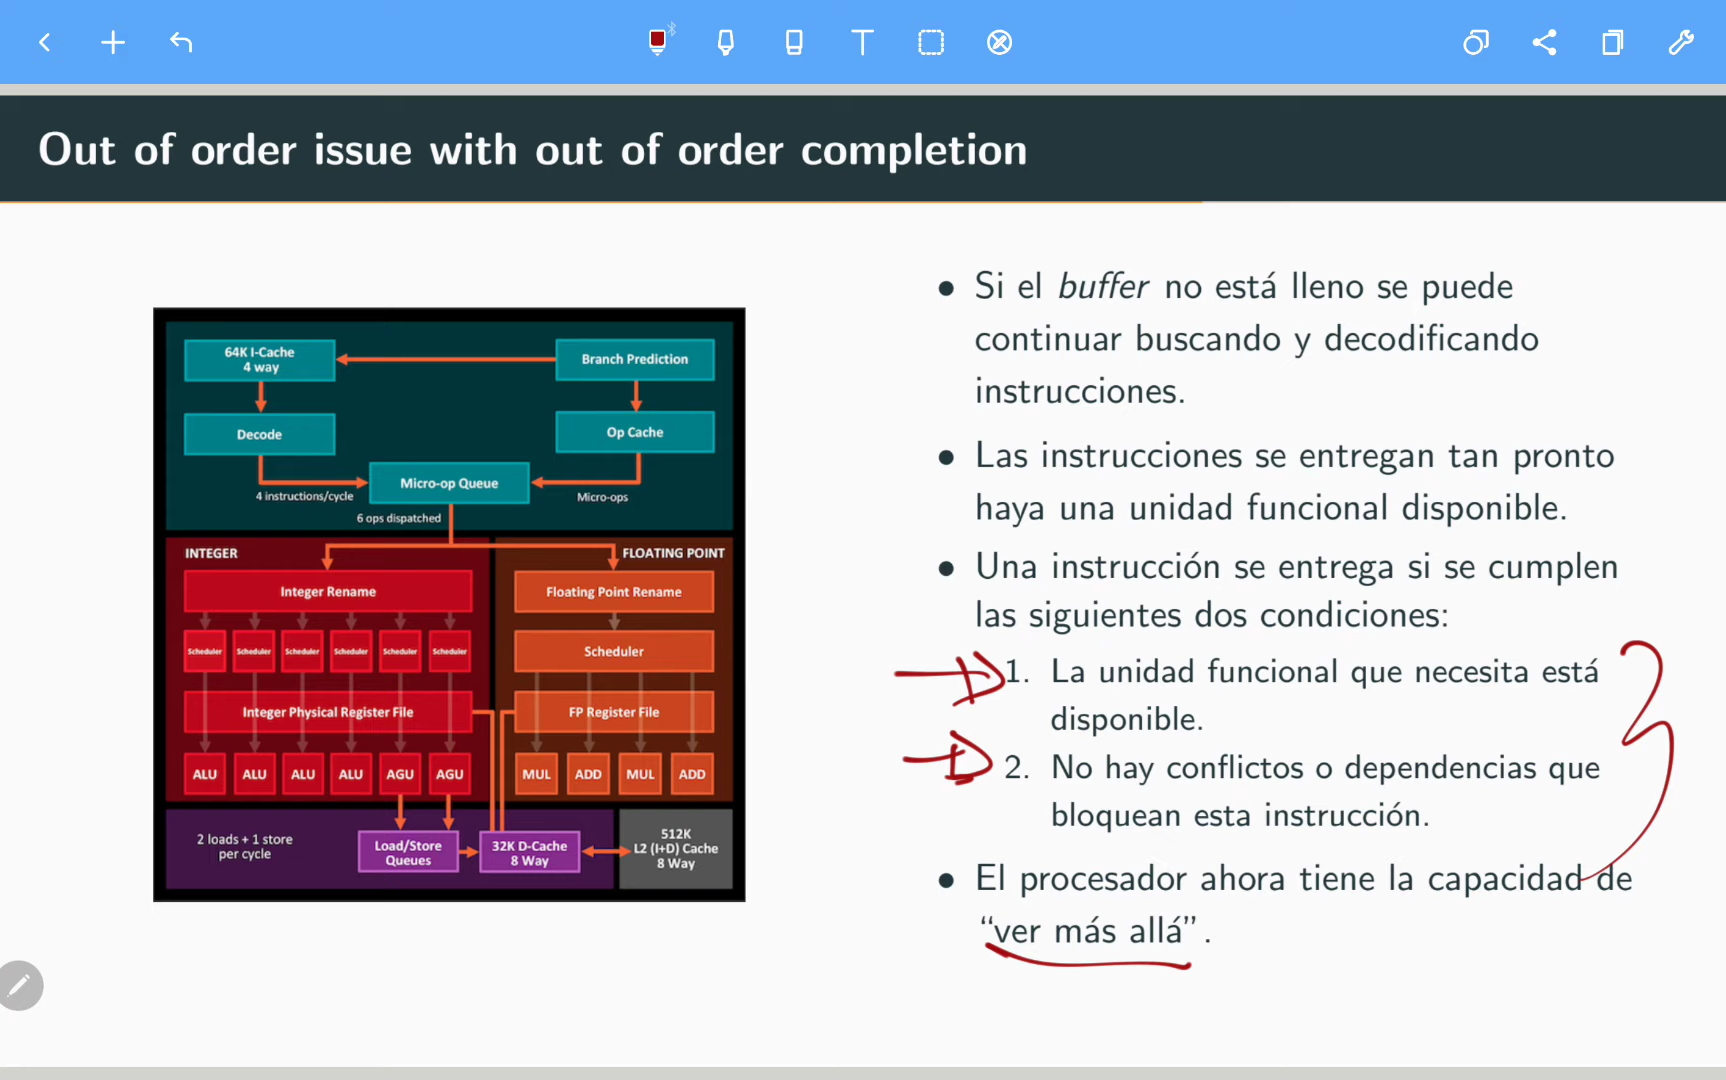 Out of order issue with out of order completion
64K I-Cache
4 way
Branch Prediction
Decode
Op Cache
Micro-op Queue
4 instructions/cycle
Micro-ops
6 ops dispatched
INTEGER
FLOATING POINT
Integer Rename
Floating Point Rename
Scheduler Scheduler Scheduler Scheduler Scheduler Scheduler
Scheduler
Integer Physical Register File
FP Register File
ALU ALU ALU ALU AGU AGU
MUL ADD MUL ADD
2 loads + 1 store
per cycle
Load/Store
Queues
32K D-Cache
8 Way
512K
L2 (I+D) Cache
8 Way
• Si el buffer no está lleno se puede
continuar buscando y decodificando
instrucciones.
• Las instrucciones se entregan tan pronto
haya una unidad funcional disponible.
• Una instrucción se entrega si se cumplen
las siguientes dos condiciones:
1. La unidad funcional que necesita está
disponible.
2. No hay conflictos o dependencias que
bloquean esta instrucción.
• El procesador ahora tiene la capacidad de
“ver más allá”.